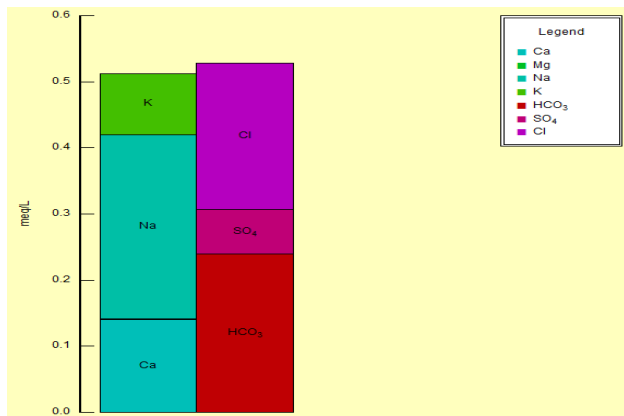 0.6
0.5
0.4
0.3
0.2
0.1
0.0
meq/L
K
Na
Ca
Cl
SO₄
HCO₃
Legend
Ca
Mg
Na
K
HCO₃
SO₄
Cl